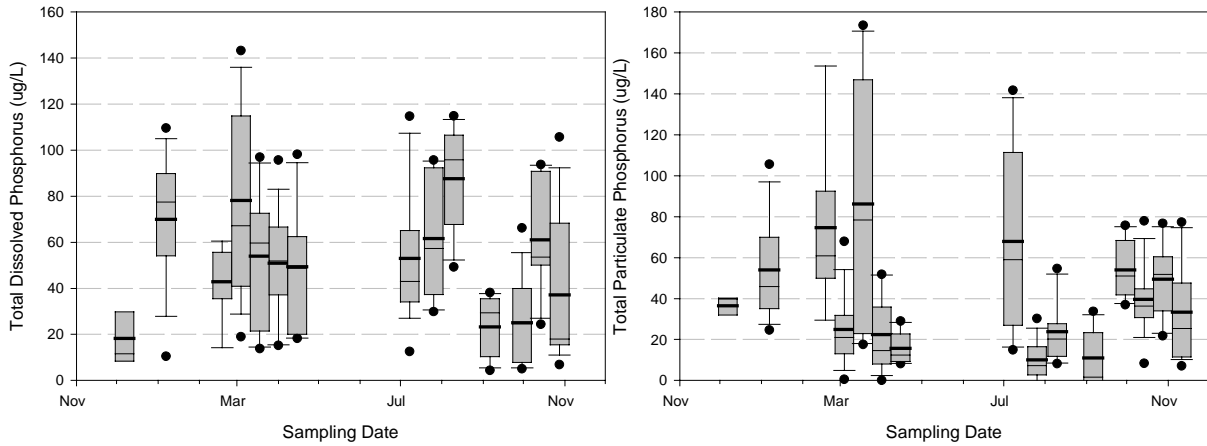 Total Dissolved Phosphorus (ug/L)
160
140
120
100
80
60
40
20
0
Nov
Mar
Jul
Nov
Sampling Date
Total Particulate Phosphorus (ug/L)
180
160
140
120
100
80
60
40
20
0
Nov
Mar
Jul
Nov
Sampling Date